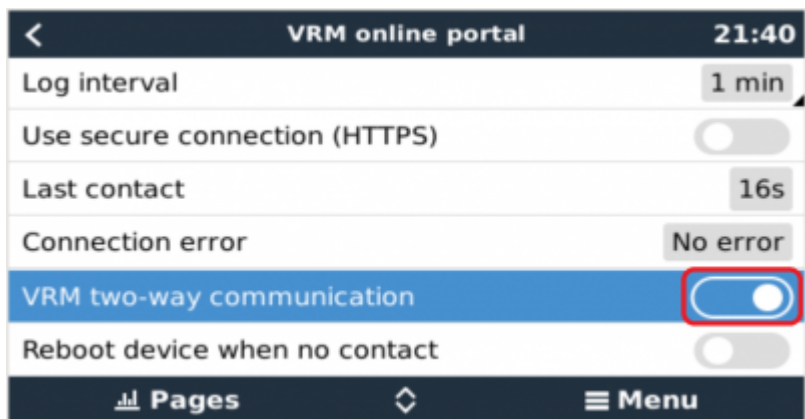 VRM online portal 21:40
Log interval 1 min
Use secure connection (HTTPS)
Last contact 16s
Connection error No error
VRM two-way communication
Reboot device when no contact
Pages Menu